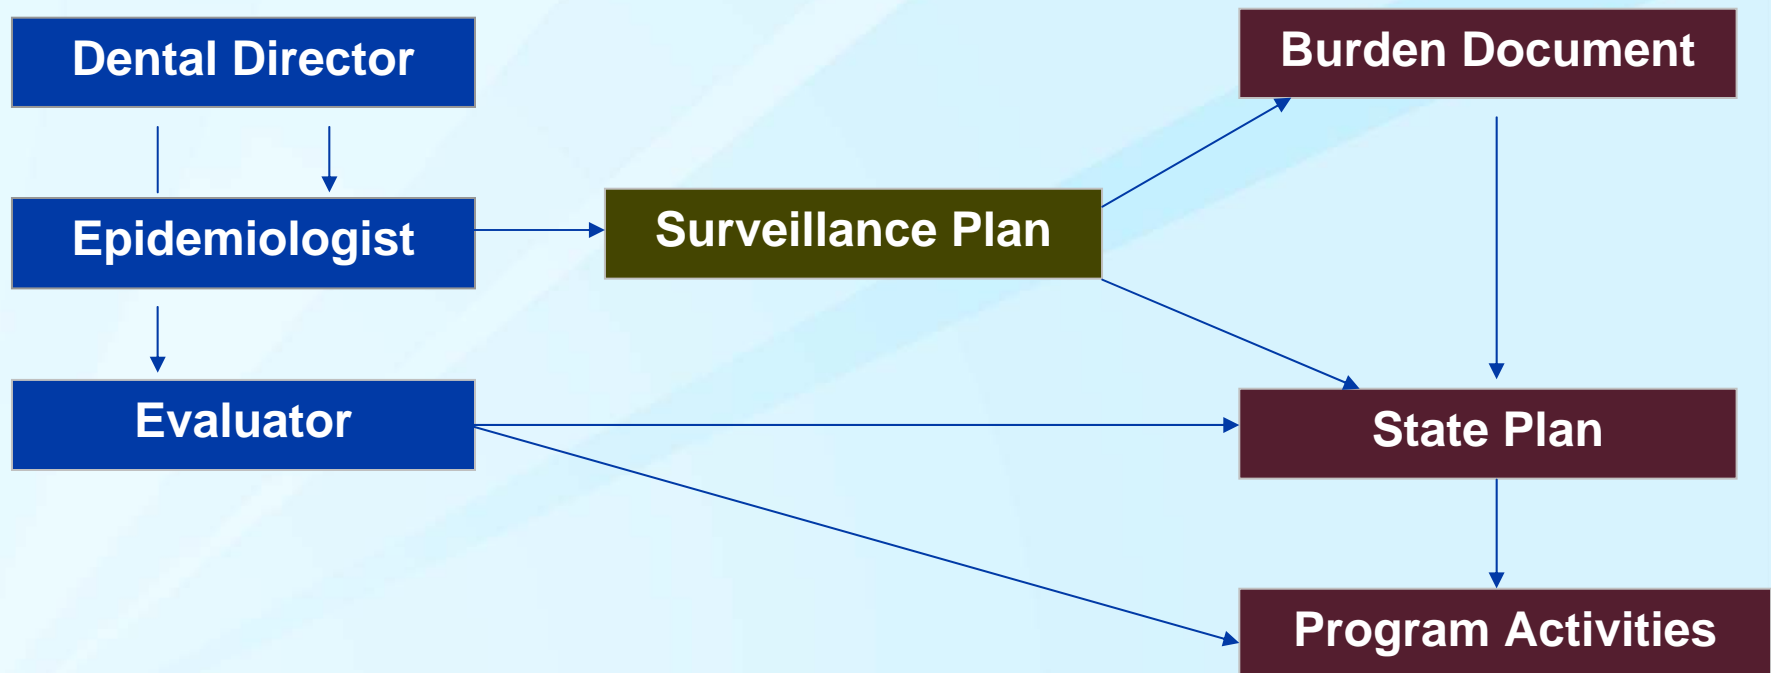 Dental Director
Burden Document
Epidemiologist
Surveillance Plan
Evaluator
State Plan
Program Activities